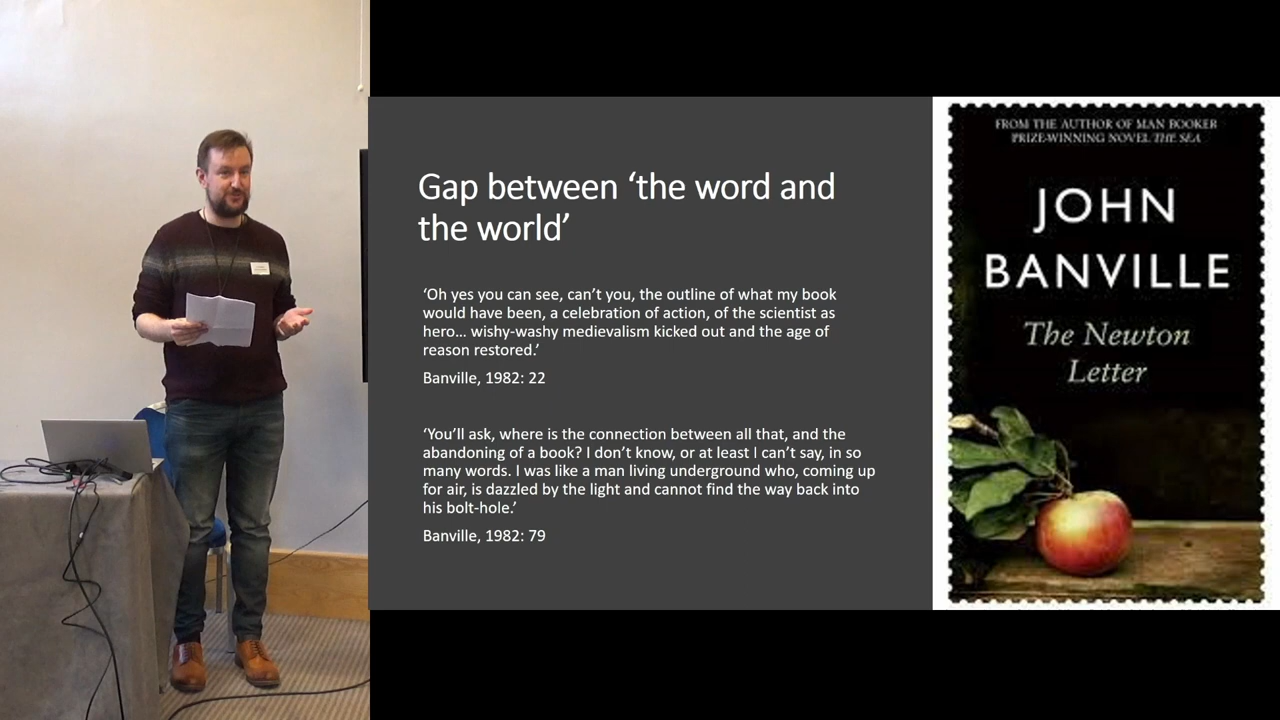 Gap between ‘the word and
the world’
‘Oh yes you can see, can’t you, the outline of what my book
would have been, a celebration of action, of the scientist as
hero… wishy-washy medievalism kicked out and the age of
reason restored.’
Banville, 1982: 22
‘You’ll ask, where is the connection between all that, and the
abandoning of a book? I don’t know, or at least I can’t say, in so
many words. I was like a man living underground who, coming up
for air, is dazzled by the light and cannot find the way back into
his bolt-hole.’
Banville, 1982: 79
FROM THE AUTHOR OF MAN BOOKER
PRIZE-WINNING NOVEL THE SEA
JOHN
BANVILLE
The Newton
Letter